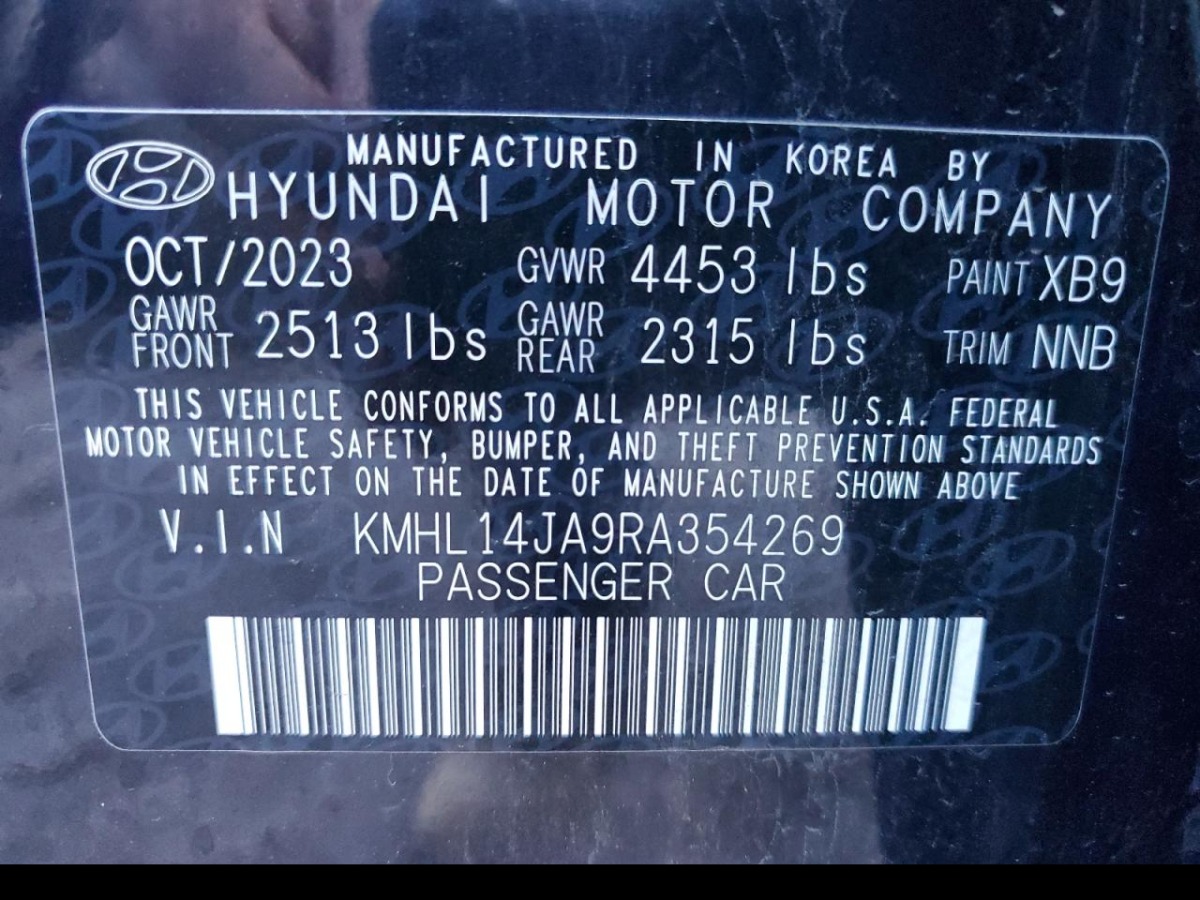 MANUFACTURED IN KOREA BY
HYUNDAI MOTOR COMPANY
OCT/2023 GVWR 4453 lbs PAINT XB9
GAWR FRONT 2513 lbs GAWR REAR 2315 lbs TRIM NNB
THIS VEHICLE CONFORMS TO ALL APPLICABLE U.S.A. FEDERAL
MOTOR VEHICLE SAFETY, BUMPER, AND THEFT PREVENTION STANDARDS
IN EFFECT ON THE DATE OF MANUFACTURE SHOWN ABOVE
V.I.N KMHL14JA9RA354269
PASSENGER CAR